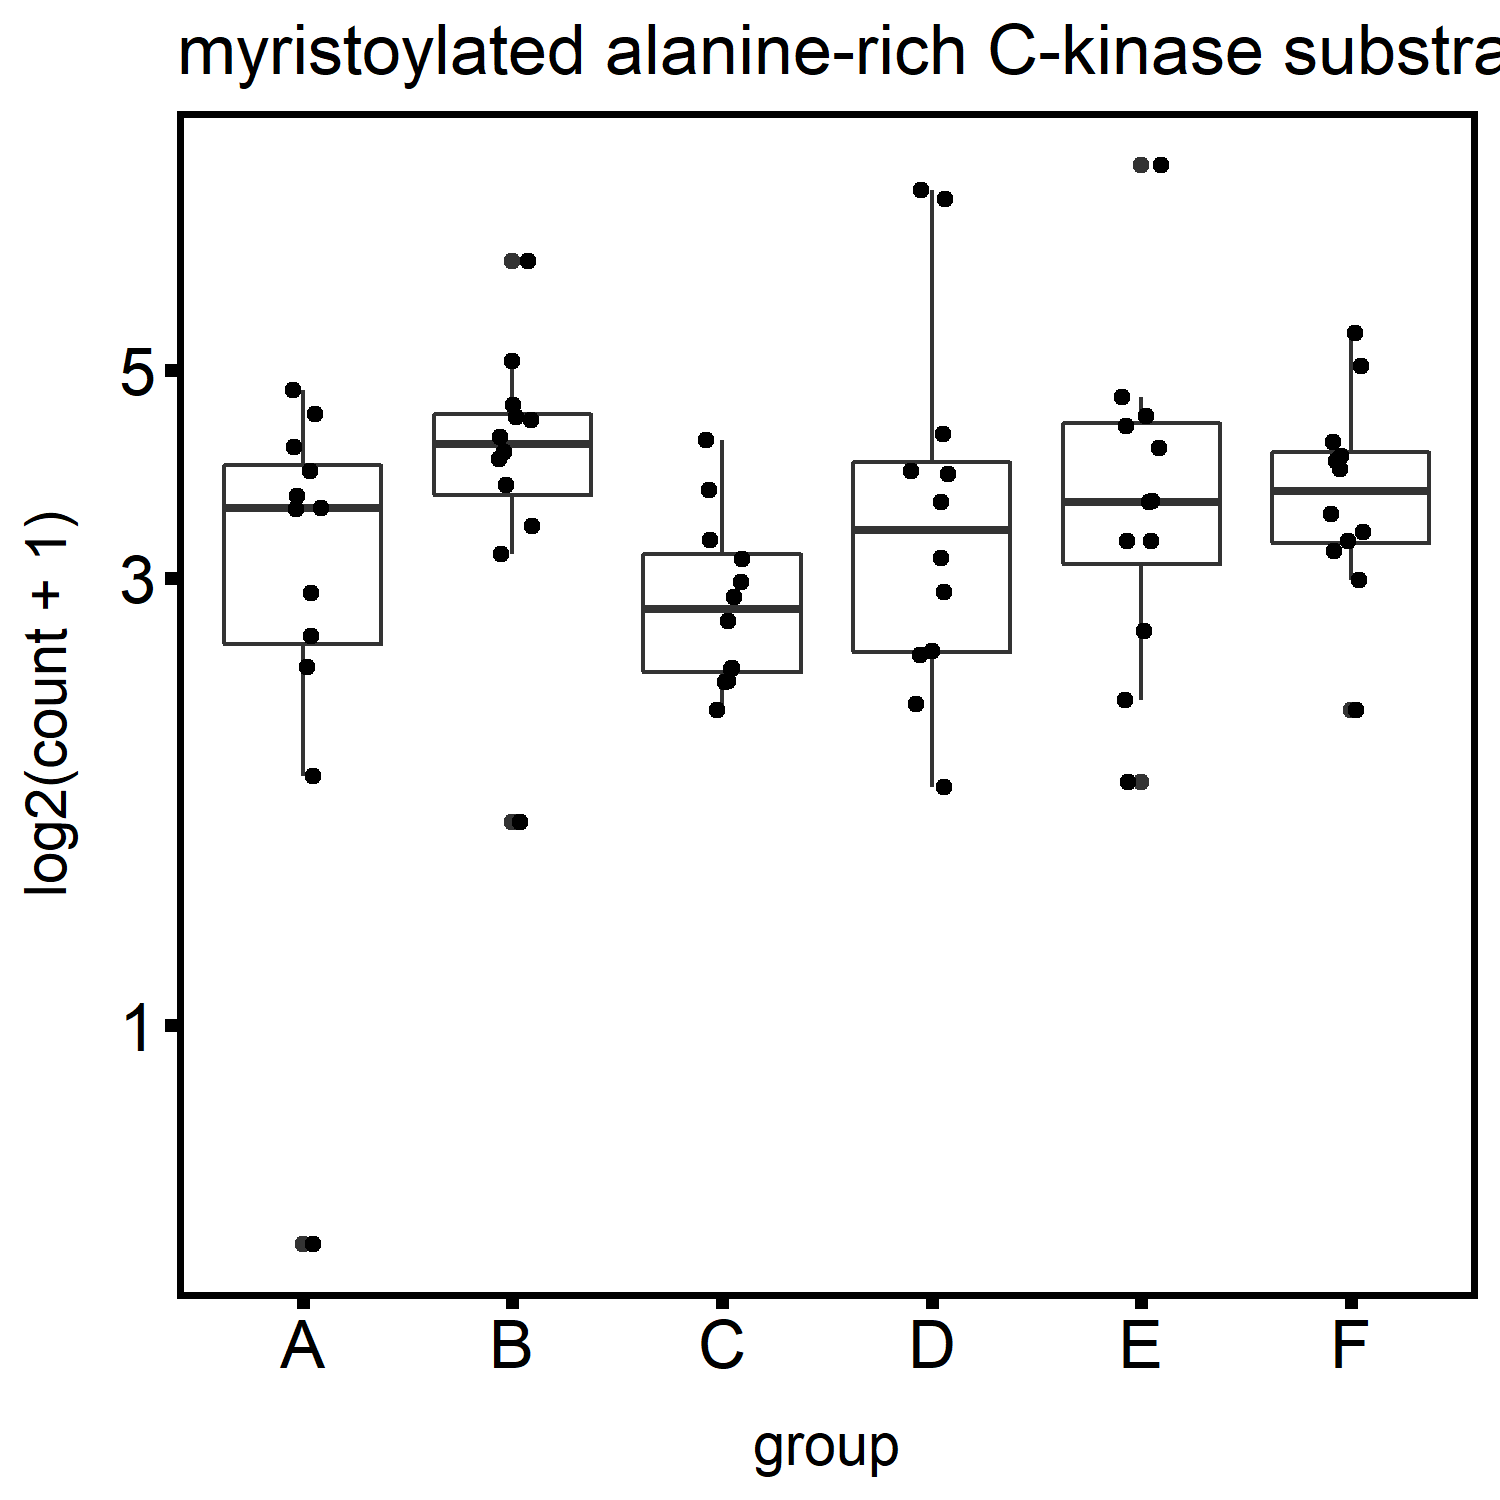 myristoylated alanine-rich C-kinase substra
5
3
1
log2(count + 1)
A B C D E F
group